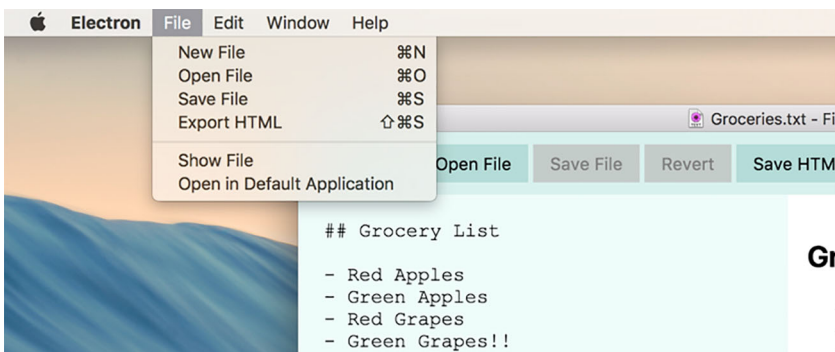 Electron File Edit Window Help
New File ⌘N
Open File ⌘O
Save File ⌘S
Export HTML ⇧⌘S
Show File
Open in Default Application
Groceries.txt - Fi
Open File Save File Revert Save HTM
## Grocery List
- Red Apples
- Green Apples
- Red Grapes
- Green Grapes!!
Gr